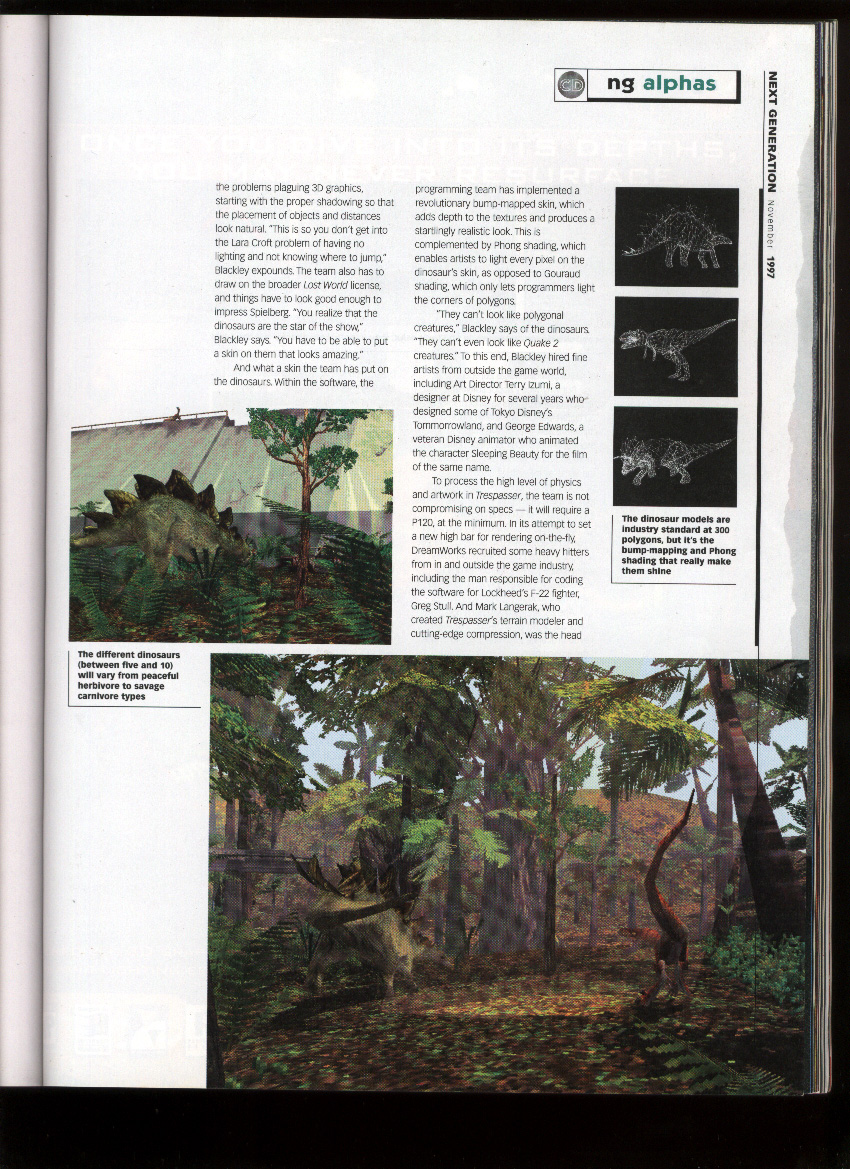 ng alphas
NEXT GENERATION November 1997
the problems plaguing 3D graphics,
starting with the proper shadowing so that
the placement of objects and distances
look natural. "This is so you don't get into
the Lara Croft problem of having no
lighting and not knowing where to jump,"
Blackley expounds. The team also has to
draw on the broader Lost World license,
and things have to look good enough to
impress Spielberg. "You realize that the
dinosaurs are the star of the show,"
Blackley says. "You have to be able to put
a skin on them that looks amazing."
And what a skin the team has put on
the dinosaurs. Within the software, the
programming team has implemented a
revolutionary bump-mapped skin, which
adds depth to the textures and produces a
startlingly realistic look. This is
complemented by Phong shading, which
enables artists to light every pixel on the
dinosaur's skin, as opposed to Gouraud
shading, which only lets programmers light
the corners of polygons.
"They can't look like polygonal
creatures," Blackley says of the dinosaurs.
"They can't even look like Quake 2
creatures." To this end, Blackley hired fine
artists from outside the game world,
including Art Director Terry Izumi, a
designer at Disney for several years who
designed some of Tokyo Disney's
Tommorrowland, and George Edwards, a
veteran Disney animator who animated
the character Sleeping Beauty for the film
of the same name.
To process the high level of physics
and artwork in Trespasser, the team is not
compromising on specs — it will require a
P120, at the minimum. In its attempt to set
a new high bar for rendering on-the-fly,
DreamWorks recruited some heavy hitters
from in and outside the game industry,
including the man responsible for coding
the software for Lockheed's F-22 fighter,
Greg Stull. And Mark Langerak, who
created Trespasser's terrain modeler and
cutting-edge compression, was the head
The dinosaur models are
industry standard at 300
polygons, but it's the
bump-mapping and Phong
shading that really make
them shine
The different dinosaurs
(between five and 10)
will vary from peaceful
herbivore to savage
carnivore types